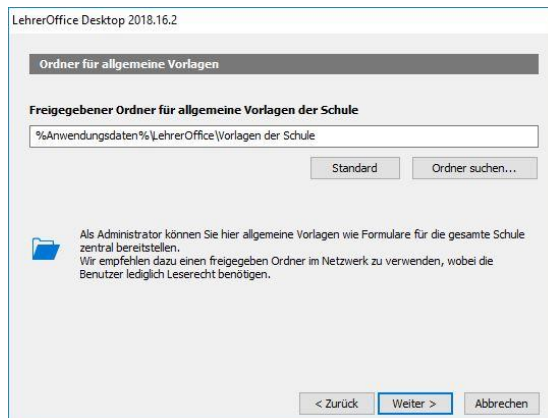 LehrerOffice Desktop 2018.16.2
Ordner für allgemeine Vorlagen
Freigegebener Ordner für allgemeine Vorlagen der Schule
%Anwendungsdaten%\LehrerOffice\Vorlagen der Schule
Standard
Ordner suchen...
Als Administrator können Sie hier allgemeine Vorlagen wie Formulare für die gesamte Schule
zentral bereitstellen.
Wir empfehlen dazu einen freigegeben Ordner im Netzwerk zu verwenden, wobei die
Benutzer lediglich Leserecht benötigen.
< Zurück
Weiter >
Abbrechen